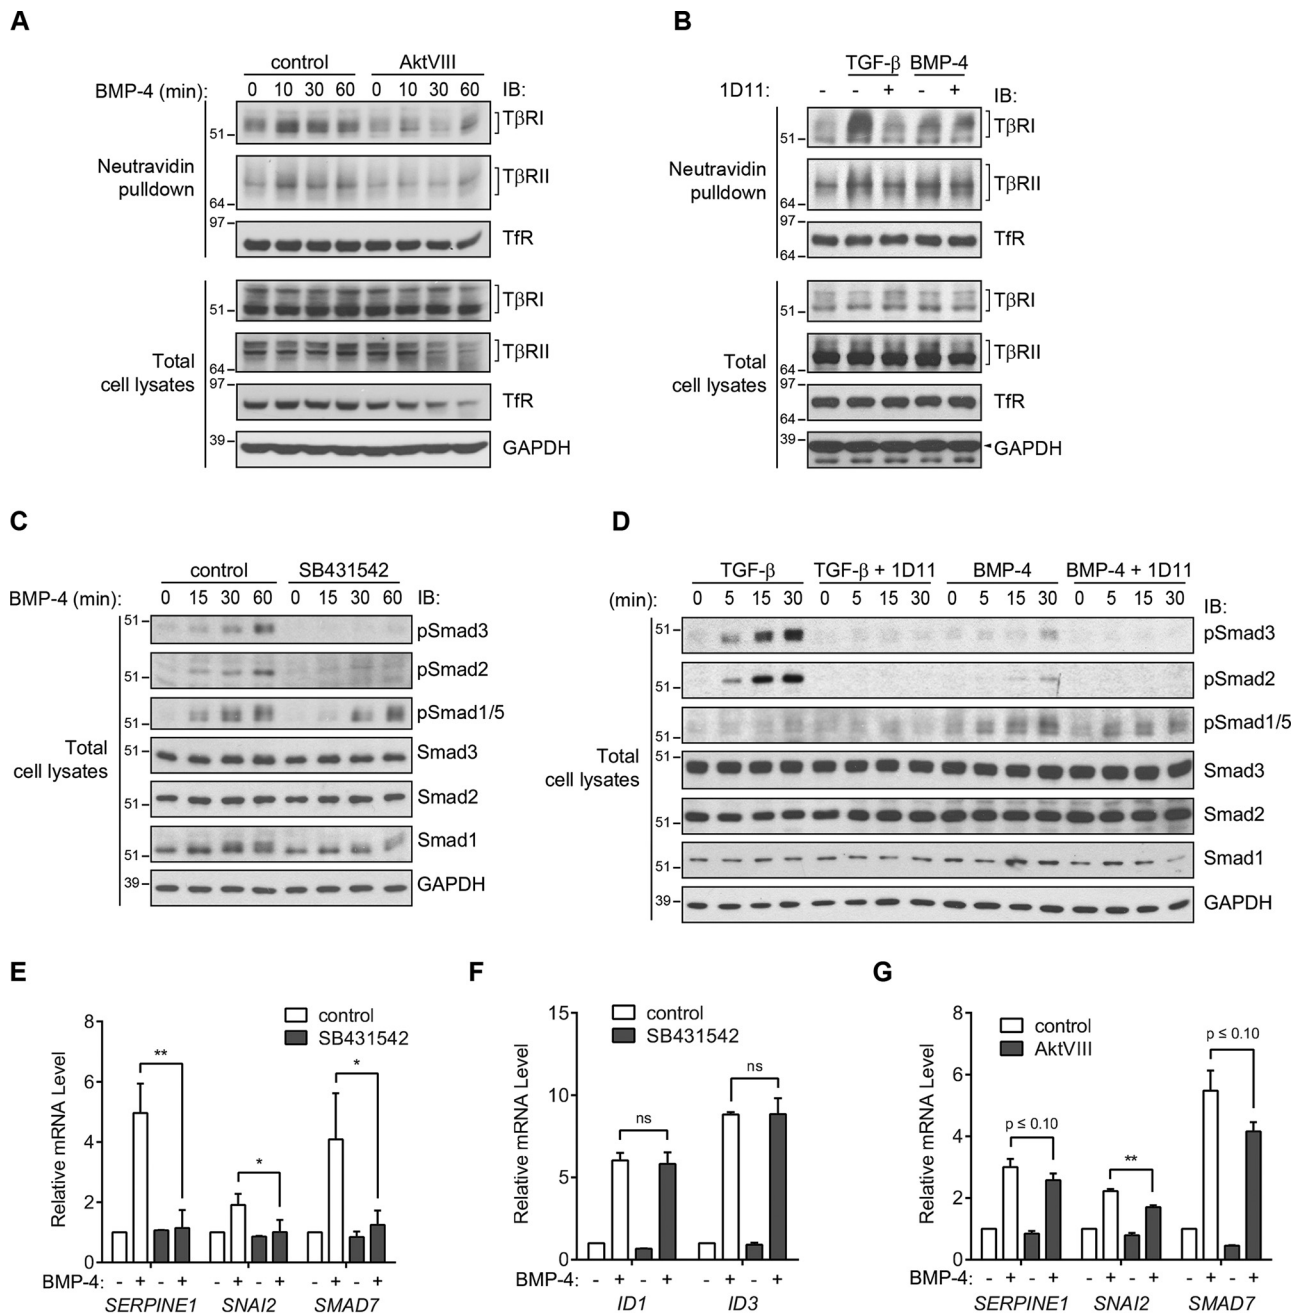 A
control AktVIII
BMP-4 (min): 0 10 30 60 0 10 30 60 IB:
51 TβRI
Neutravidin
pulldown
64 TβRII
97 TfR
51 TβRI
Total
cell lysates
64 TβRII
97 TfR
39 GAPDH
B
TGF-β BMP-4
1D11: - - + - + IB:
51 TβRI
Neutravidin
pulldown
64 TβRII
97 TfR
64
51 TβRI
Total
cell lysates
64 TβRII
97 TfR
64
39 GAPDH
C
control SB431542
BMP-4 (min): 0 15 30 60 0 15 30 60 IB:
51 pSmad3
51 pSmad2
51 pSmad1/5
Total
cell lysates
51 Smad3
51 Smad2
51 Smad1
39 GAPDH
D
TGF-β TGF-β + 1D11 BMP-4 BMP-4 + 1D11
(min): 0 5 15 30 0 5 15 30 0 5 15 30 0 5 15 30 IB:
51 pSmad3
51 pSmad2
51 pSmad1/5
Total
cell lysates
51 Smad3
51 Smad2
51 Smad1
39 GAPDH
E
control
SB431542
Relative mRNA Level
8
6
4
2
0
**
*
*
BMP-4: - + - + - + - + - + - +
SERPINE1 SNAI2 SMAD7
F
control
SB431542
Relative mRNA Level
15
10
5
0
ns
ns
BMP-4: - + - + - + - +
ID1 ID3
G
control
AktVIII
Relative mRNA Level
8
6
4
2
0
p ≤ 0.10
**
p ≤ 0.10
BMP-4: - + - + - + - + - + - +
SERPINE1 SNAI2 SMAD7